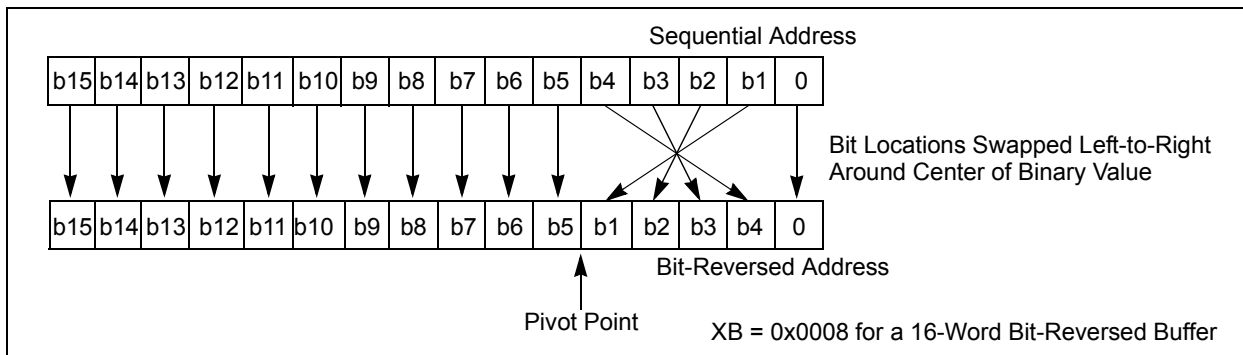 Sequential Address
b15 b14 b13 b12 b11 b10 b9 b8 b7 b6 b5 b4 b3 b2 b1 0
Bit Locations Swapped Left-to-Right
Around Center of Binary Value
b15 b14 b13 b12 b11 b10 b9 b8 b7 b6 b5 b1 b2 b3 b4 0
Bit-Reversed Address
Pivot Point
XB = 0x0008 for a 16-Word Bit-Reversed Buffer